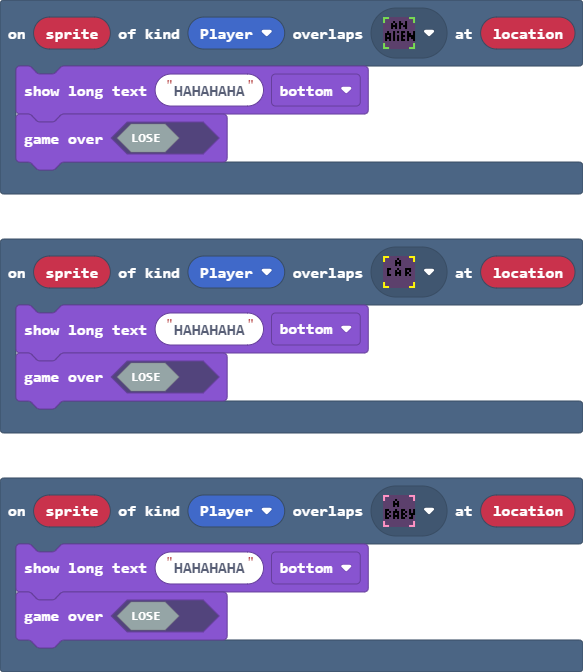 on sprite of kind Player overlaps AN ALIEN at location
show long text "HAHAHAHA" bottom
game over LOSE
on sprite of kind Player overlaps A CAR at location
show long text "HAHAHAHA" bottom
game over LOSE
on sprite of kind Player overlaps A BABY at location
show long text "HAHAHAHA" bottom
game over LOSE